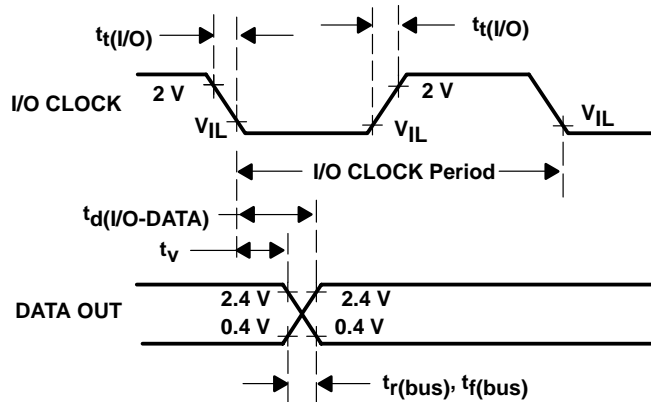 tt(I/O)
tt(I/O)
I/O CLOCK
2 V
2 V
VIL
VIL
VIL
I/O CLOCK Period
td(I/O-DATA)
tv
DATA OUT
2.4 V
2.4 V
0.4 V
0.4 V
tr(bus), tf(bus)